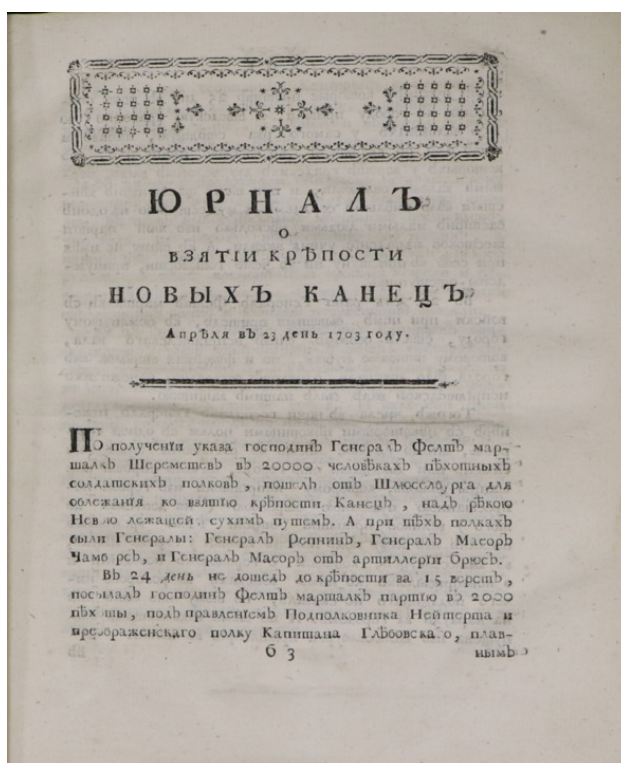 ЮРНАЛЪ
О
ВЗЯТІИ КРѢПОСТИ
НОВЫХЪ КАНЕЦЪ
Апрѣля въ 23 день 1703 году.
По полученіи указа господинъ Генералъ Фелтъ мар-
шалкъ Шереметевъ въ 20000 человѣкахъ пѣхотныхъ
солдатскихъ полковъ, пошелъ отъ Шлюселбурга для
облежанія ко взятію крѣпости Канецъ, надъ рѣкою
Невою лежащей, сухимъ путемъ. А при тѣхъ полкахъ
были Генералы: Генералъ Репнинъ, Генералъ Маеоръ
Чамберсъ, и Генералъ Маеоръ отъ артиллеріи Брюсъ.
Въ 24 день не дошедъ до крѣпости за 15 верстъ,
посылалъ господинъ Фелтъ маршалкъ партію въ 2000
пѣхоты, подъ правленіемъ Подполковника Нейтерта и
преображенскаго полку Капитана Глѣбовскаго, плав-
Б 3 нымъ